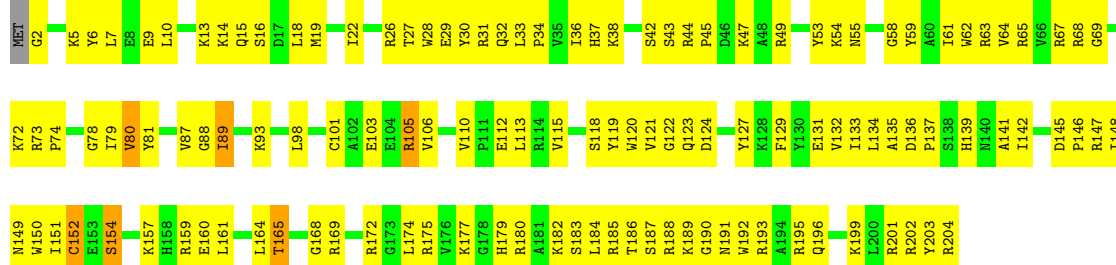 MET G2 K5 Y6 L7 E8 E9 L10 K13 K14 Q15 S16 D17 L18 M19 I22 R26 T27 W28 E29 Y30 R31 Q32 L33 P34 V35 I36 H37 K38 S42 S43 R44 P45 D46 K47 A48 R49 Y53 K54 N55 G58 Y59 A60 I61 W62 R63 V64 R65 V66 R67 R68 G69
K72 R73 P74 G78 I79 V80 Y81 V87 G88 I89 K93 L98 C101 A102 E103 E104 R105 V106 V110 P111 E112 L113 R114 V115 S118 Y119 W120 V121 G122 Q123 D124 Y127 K128 F129 Y130 E131 V132 I133 L134 A135 D136 P137 S138 H139 N140 A141 I142 D145 P146 R147 I148
N149 W150 I151 C152 E153 S154 K157 H158 R159 E160 L161 L164 T165 G168 R169 R172 G173 L174 R175 V176 K177 G178 H179 R180 A181 K182 S183 L184 R185 T186 S187 R188 K189 G190 N191 W192 R193 A194 R195 Q196 K199 L200 R201 R202 Y203 R204